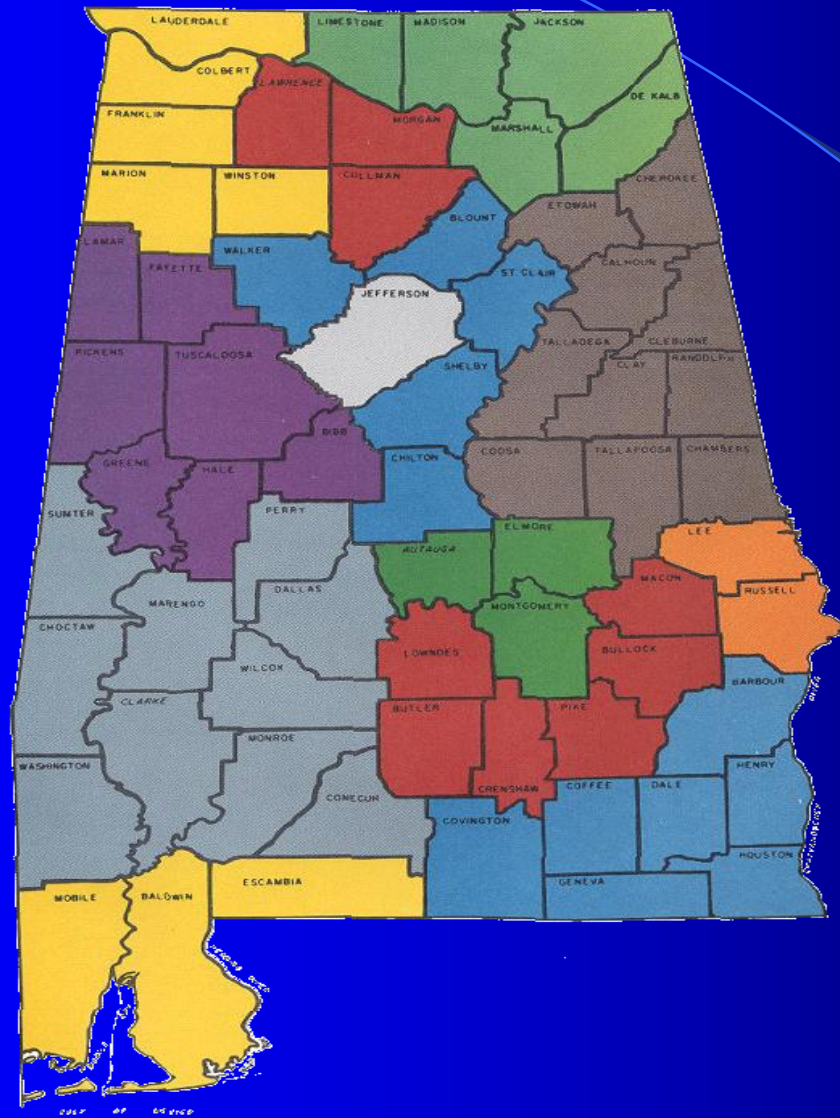 LAUDERDALE
LIMESTONE
MADISON
JACKSON
COLBERT
LAWRENCE
DE KALB
FRANKLIN
MORGAN
MARSHALL
MARION
WINSTON
CULLMAN
CHEROKEE
ETOWAH
BLOUNT
LAMAR
WALKER
FAYETTE
ST. CLAIR
CALHOUN
JEFFERSON
PICKENS
TUSCALOOSA
TALLADEGA
CLEBURNE
SHELBY
CLAY
RANDOLPH
BIBB
GREENE
HALE
CHILTON
COOSA
TALLAPOOSA
CHAMBERS
SUMTER
PERRY
ELMORE
LEE
AUTAUGA
MACON
DALLAS
RUSSELL
MARENGO
MONTGOMERY
CHOCTAW
LOWNDES
BULLOCK
WILCOX
BARBOUR
CLARKE
BUTLER
PIKE
MONROE
WASHINGTON
HENRY
CRENSHAW
COFFEE
DALE
CONECUH
COVINGTON
HOUSTON
ESCAMBIA
GENEVA
MOBILE
BALDWIN
GULF OF MEXICO